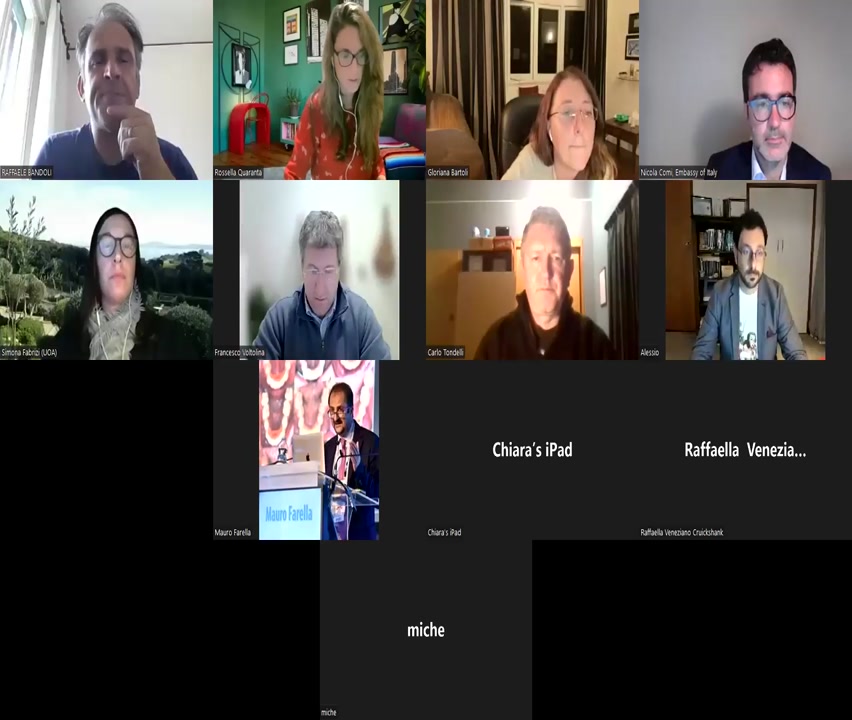 RAFFAELE BANDOLI
Rossella Quaranta
Gloriana Bartoli
Nicola Comi, Embassy of Italy
Simona Fabrizi (UOA)
Francesco Voltolina
Carlo Tondelli
Alessio
Mauro Farella
Mauro Farella
Chiara's iPad
Chiara's iPad
Raffaella Venezia...
Raffaella Veneziano Cruickshank
miche
miche